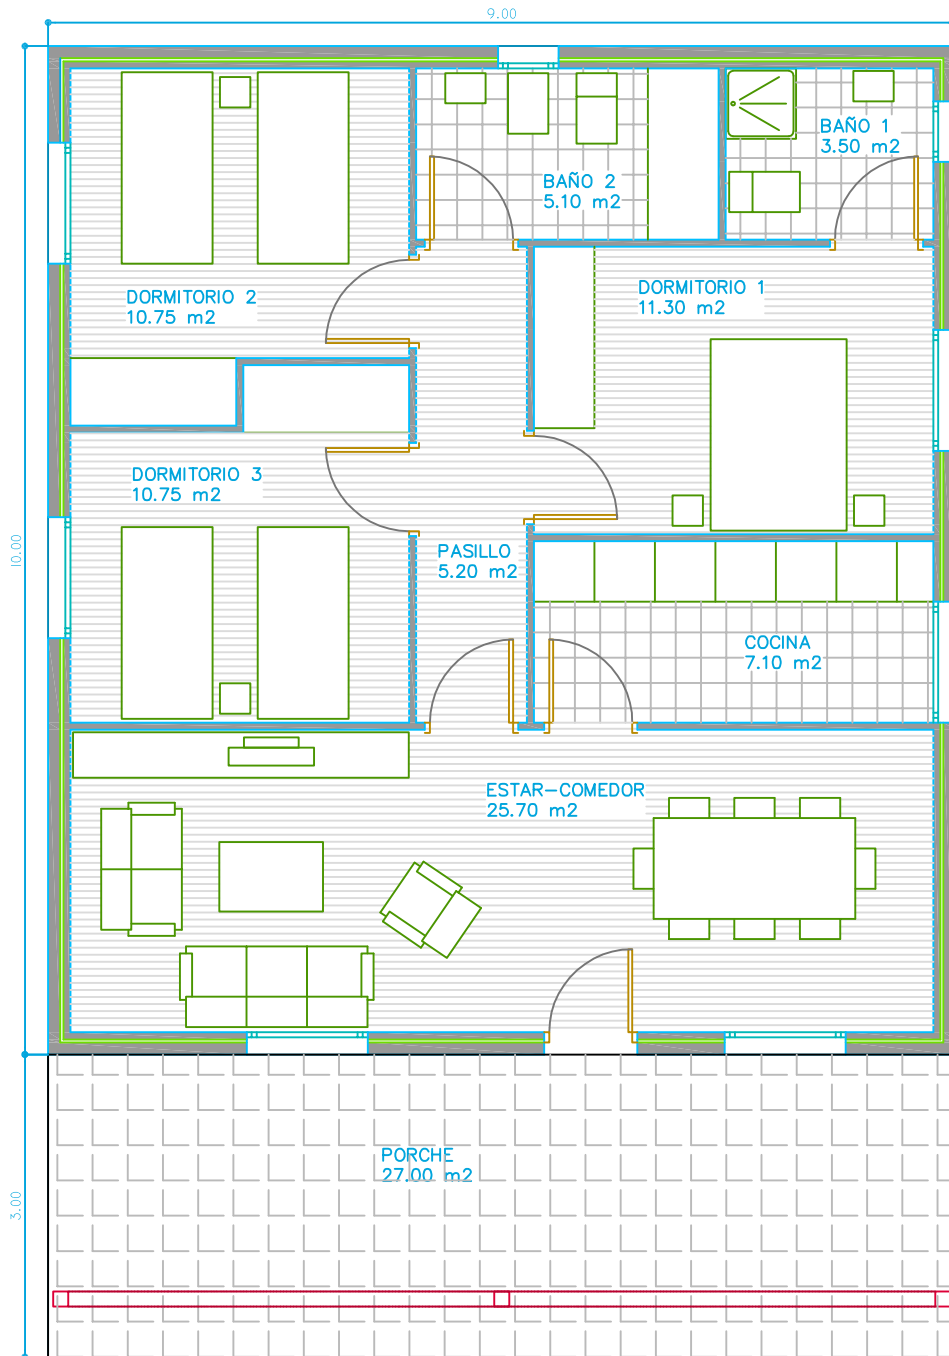 9.00
BAÑO 1
3.50 m2
BAÑO 2
5.10 m2
DORMITORIO 2
10.75 m2
DORMITORIO 1
11.30 m2
DORMITORIO 3
10.75 m2
10.00
PASILLO
5.20 m2
COCINA
7.10 m2
ESTAR-COMEDOR
25.70 m2
PORCHE
27.00 m2
3.00